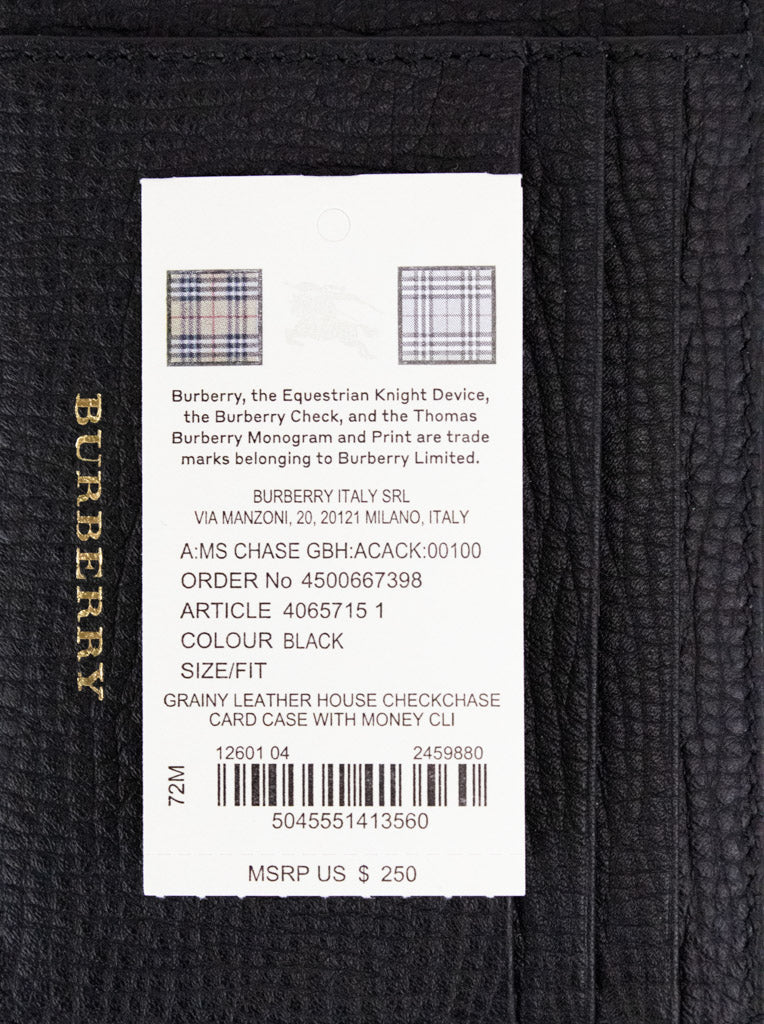 BURBERRY
Burberry, the Equestrian Knight Device,
the Burberry Check, and the Thomas
Burberry Monogram and Print are trade
marks belonging to Burberry Limited.
BURBERRY ITALY SRL
VIA MANZONI, 20, 20121 MILANO, ITALY
A:MS CHASE GBH:ACACK:00100
ORDER No 4500667398
ARTICLE 4065715 1
COLOUR BLACK
SIZE/FIT
GRAINY LEATHER HOUSE CHECKCHASE
CARD CASE WITH MONEY CLI
12601 04 2459880
72M
5045551413560
MSRP US $ 250